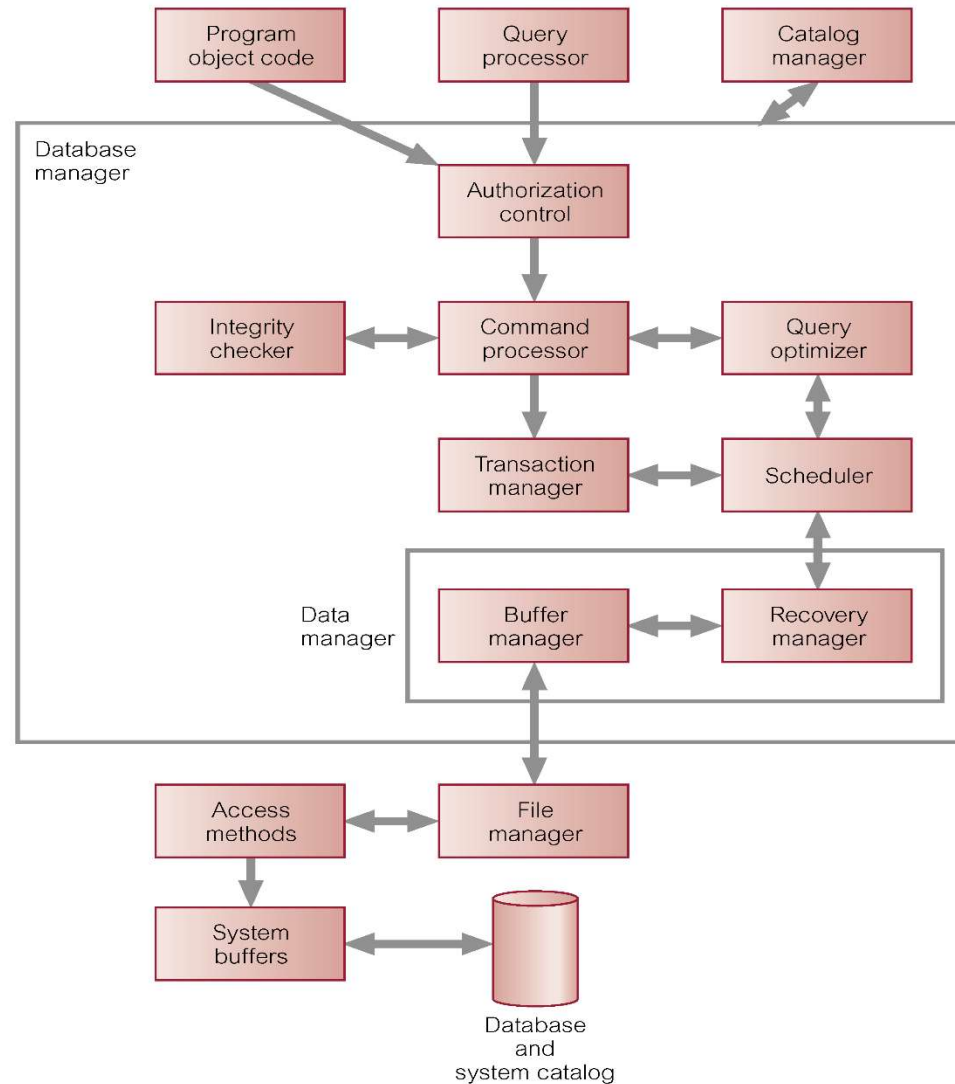 Program
object code
Query
processor
Catalog
manager
Database
manager
Authorization
control
Integrity
checker
Command
processor
Query
optimizer
Transaction
manager
Scheduler
Data
manager
Buffer
manager
Recovery
manager
Access
methods
File
manager
System
buffers
Database
and
system catalog